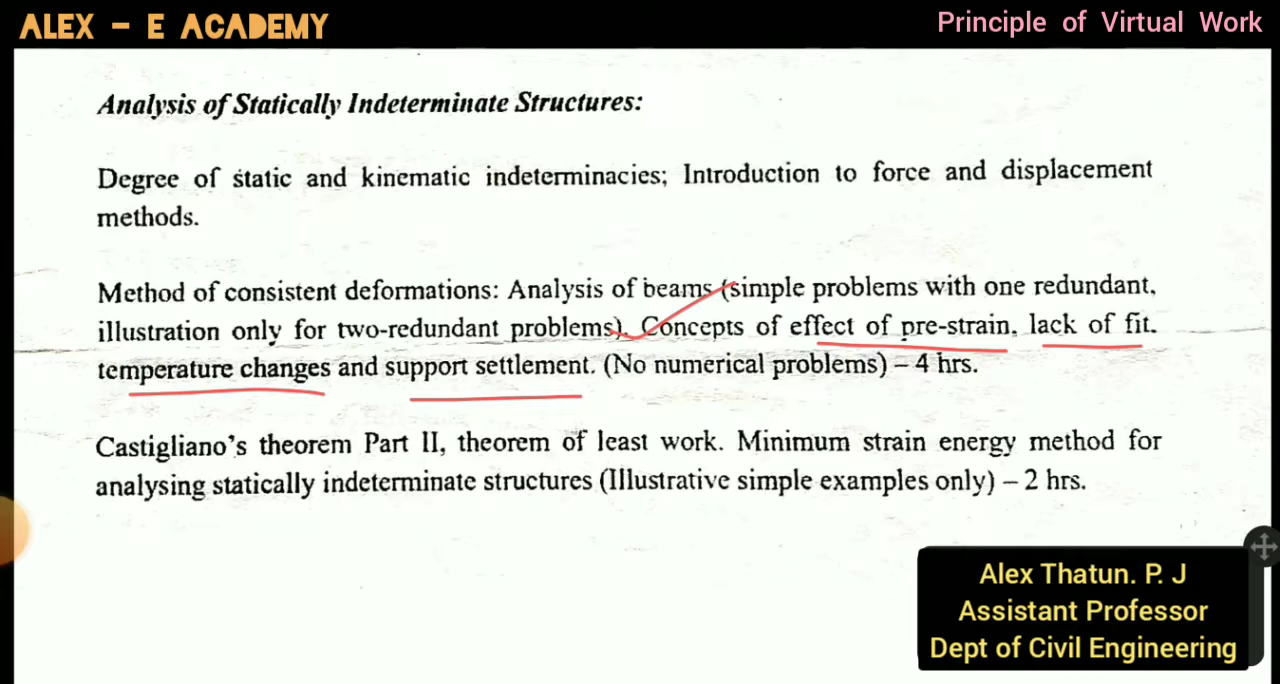 ALEX - E ACADEMY
Principle of Virtual Work
Analysis of Statically Indeterminate Structures:
Degree of static and kinematic indeterminacies; Introduction to force and displacement
methods.
Method of consistent deformations: Analysis of beams (simple problems with one redundant,
illustration only for two-redundant problems). Concepts of effect of pre-strain, lack of fit,
temperature changes and support settlement. (No numerical problems) – 4 hrs.
Castigliano's theorem Part II, theorem of least work. Minimum strain energy method for
analysing statically indeterminate structures (Illustrative simple examples only) – 2 hrs.
Alex Thatun. P. J
Assistant Professor
Dept of Civil Engineering